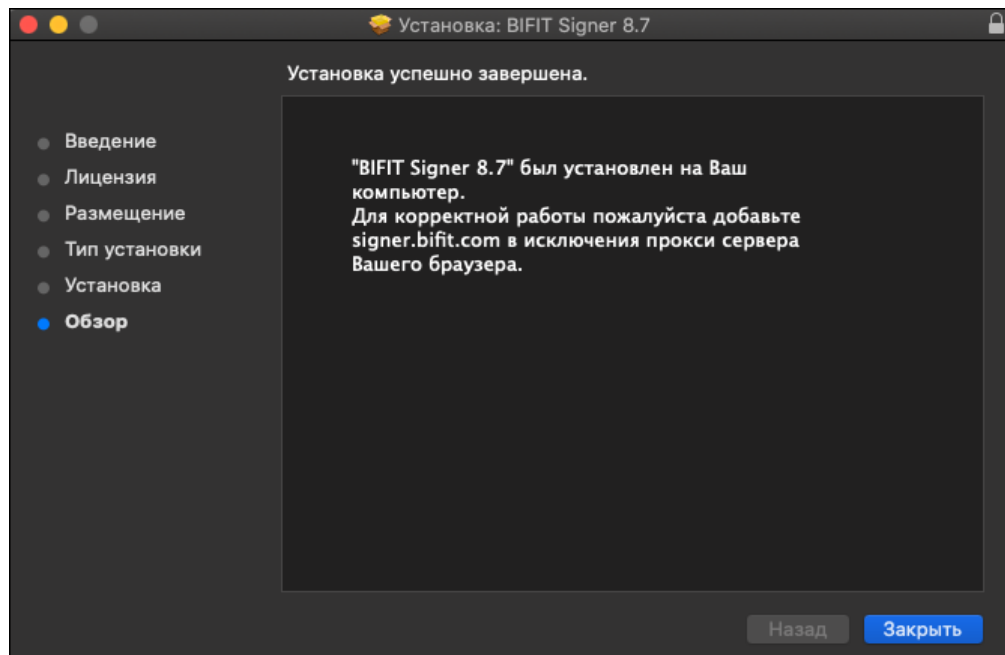 Установка: BIFIT Signer 8.7
Установка успешно завершена.
Введение
Лицензия
Размещение
Тип установки
Установка
Обзор
"BIFIT Signer 8.7" был установлен на Ваш
компьютер.
Для корректной работы пожалуйста добавьте
signer.bifit.com в исключения прокси сервера
Вашего браузера.
Назад
Закрыть